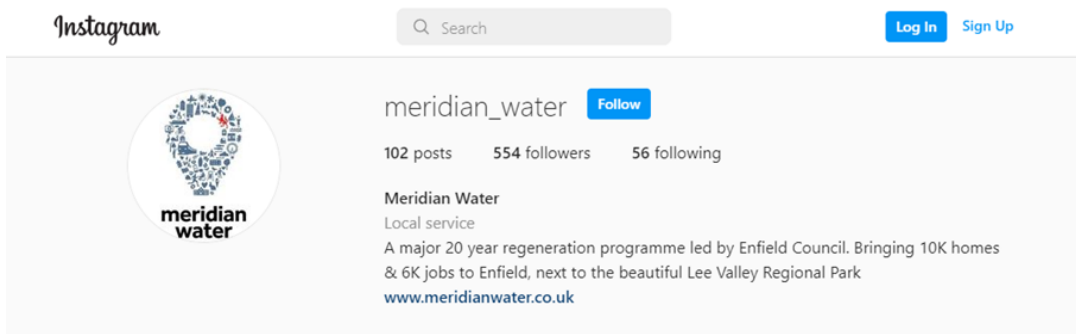 Instagram
Search
Log In
Sign Up
meridian_water
Follow
102 posts 554 followers 56 following
meridian
water
Meridian Water
Local service
A major 20 year regeneration programme led by Enfield Council. Bringing 10K homes
& 6K jobs to Enfield, next to the beautiful Lee Valley Regional Park
www.meridianwater.co.uk